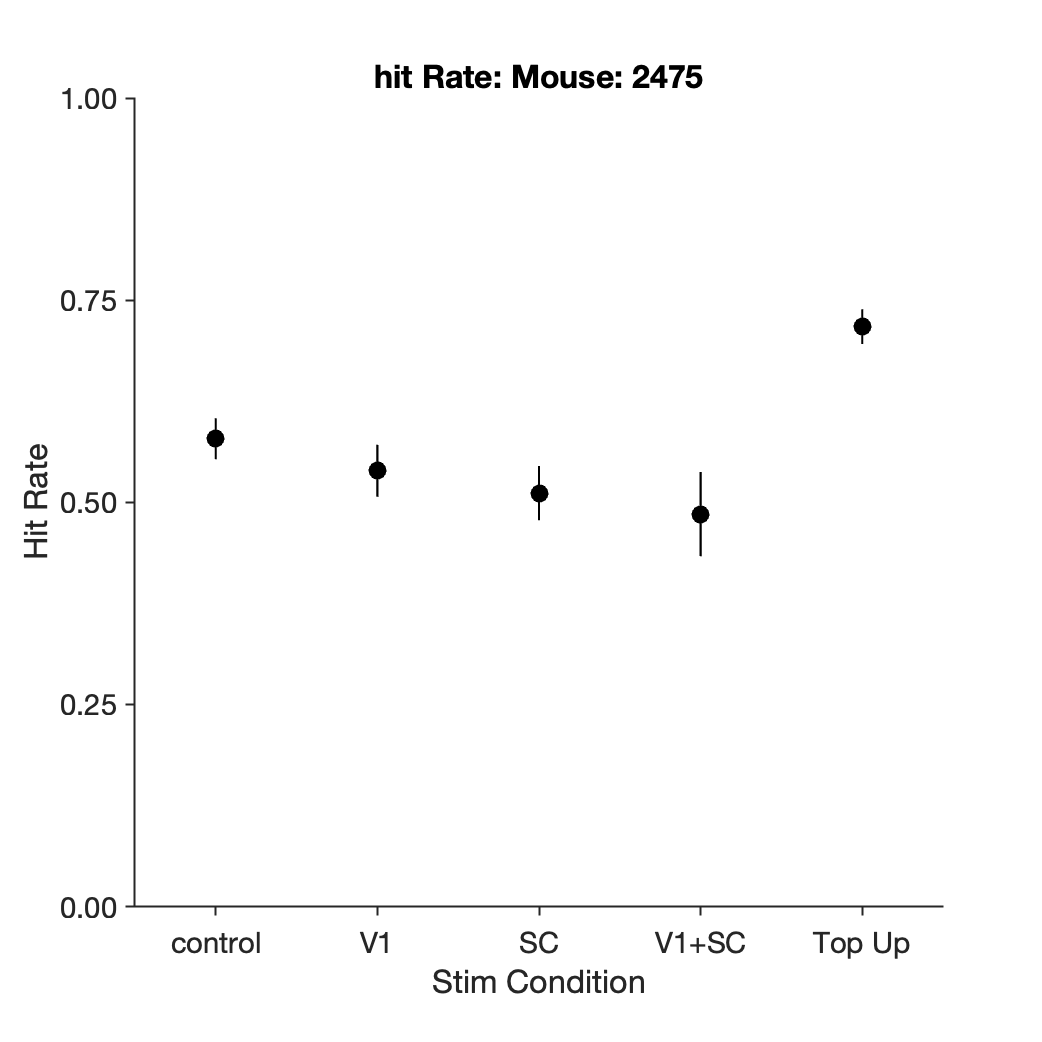 hit Rate: Mouse: 2475
1.00
0.75
0.50
0.25
0.00
Hit Rate
control V1 SC V1+SC Top Up
Stim Condition